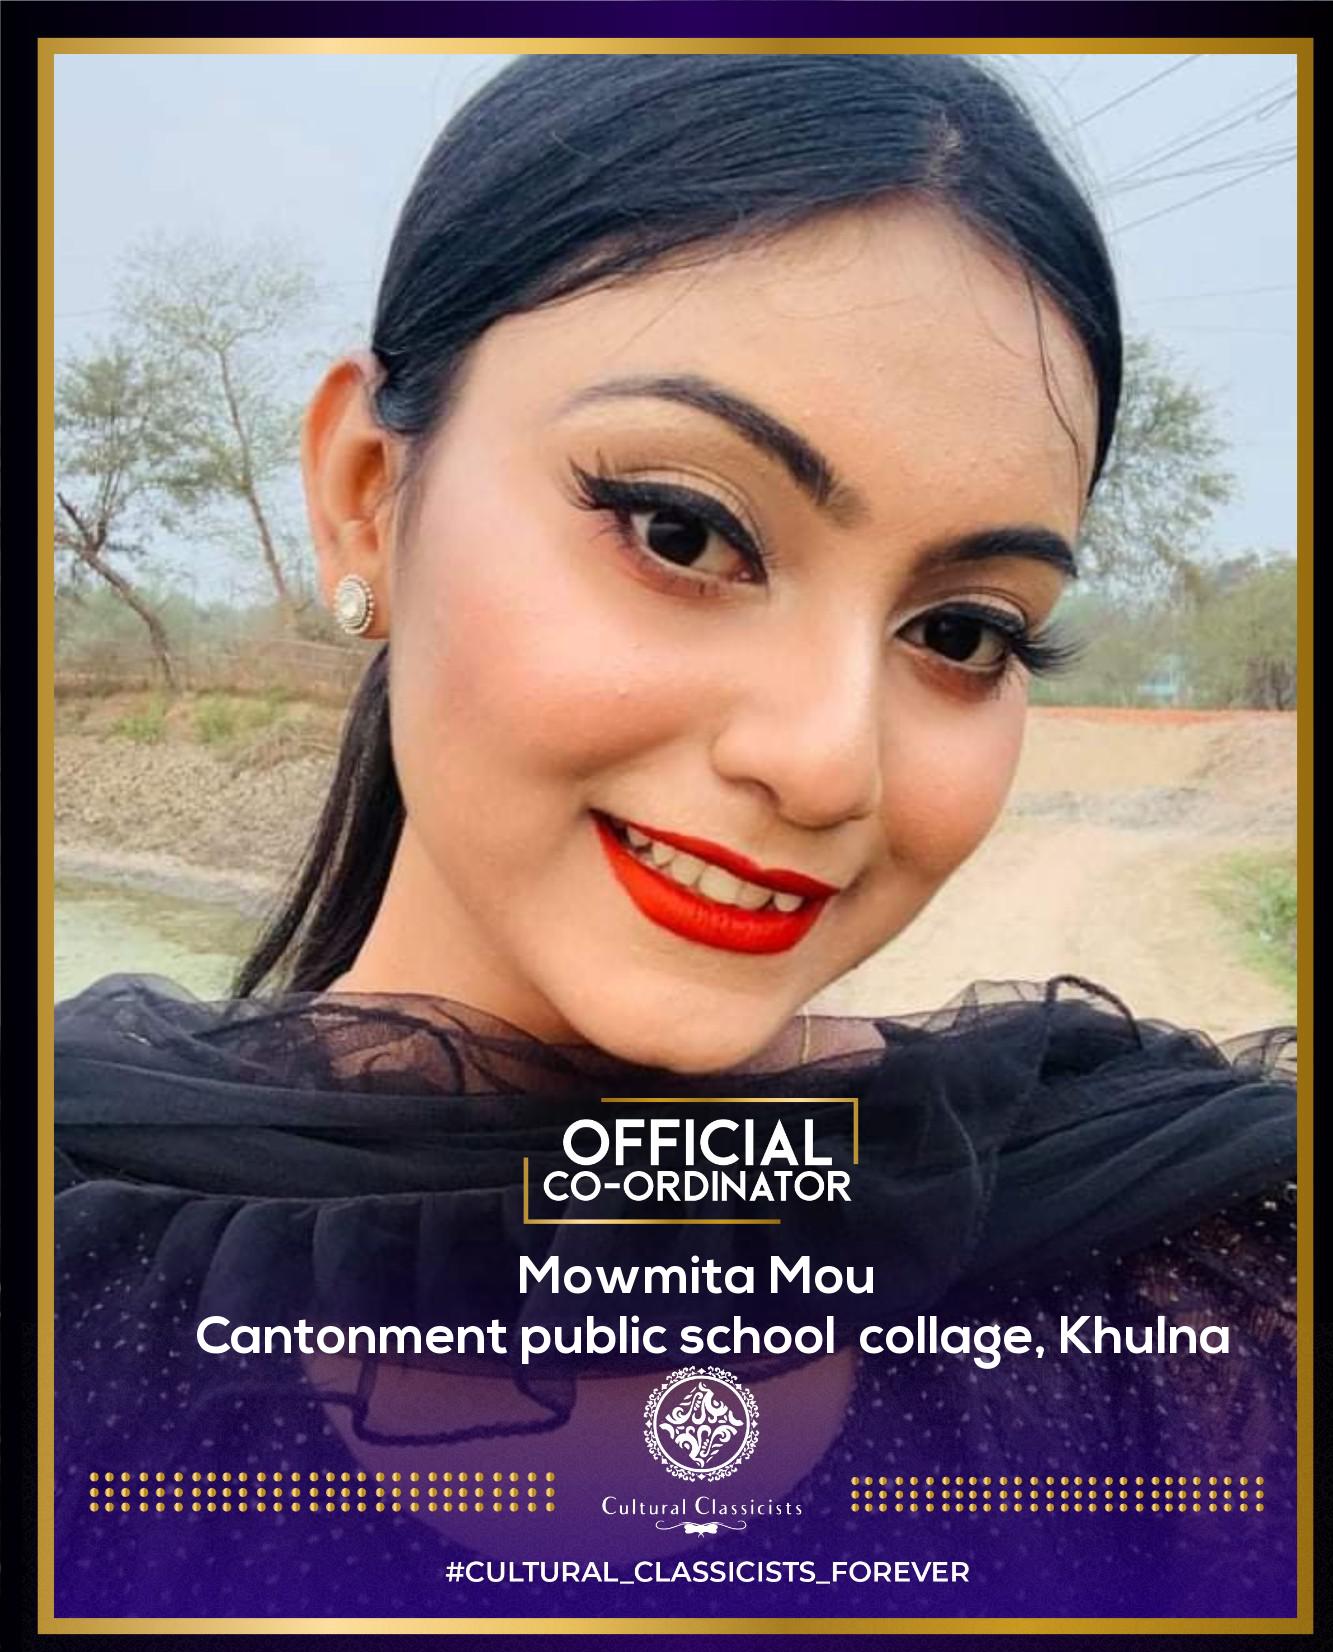 OFFICIAL
CO-ORDINATOR
Mowmita Mou
Cantonment public school collage, Khulna
Cultural Classicists
#CULTURAL_CLASSICISTS_FOREVER